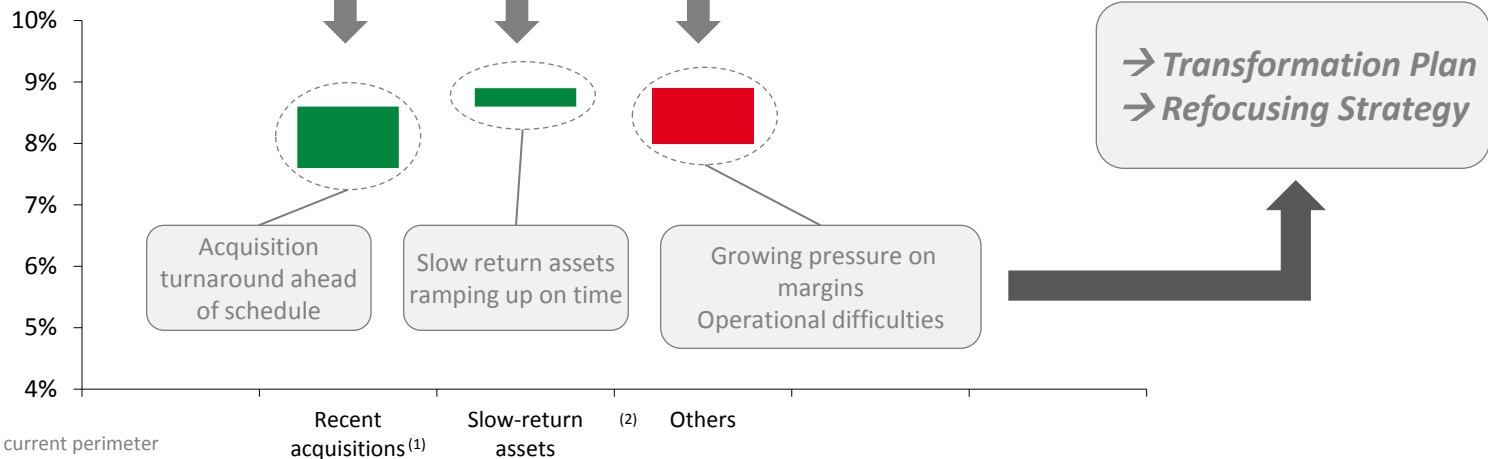 10%
9%
8%
7%
6%
5%
4%
→ Transformation Plan
→ Refocusing Strategy
Acquisition
turnaround ahead
of schedule
Slow return assets
ramping up on time
Growing pressure on
margins
Operational difficulties
Recent
acquisitions (1)
Slow-return
assets
(2)
Others
current perimeter